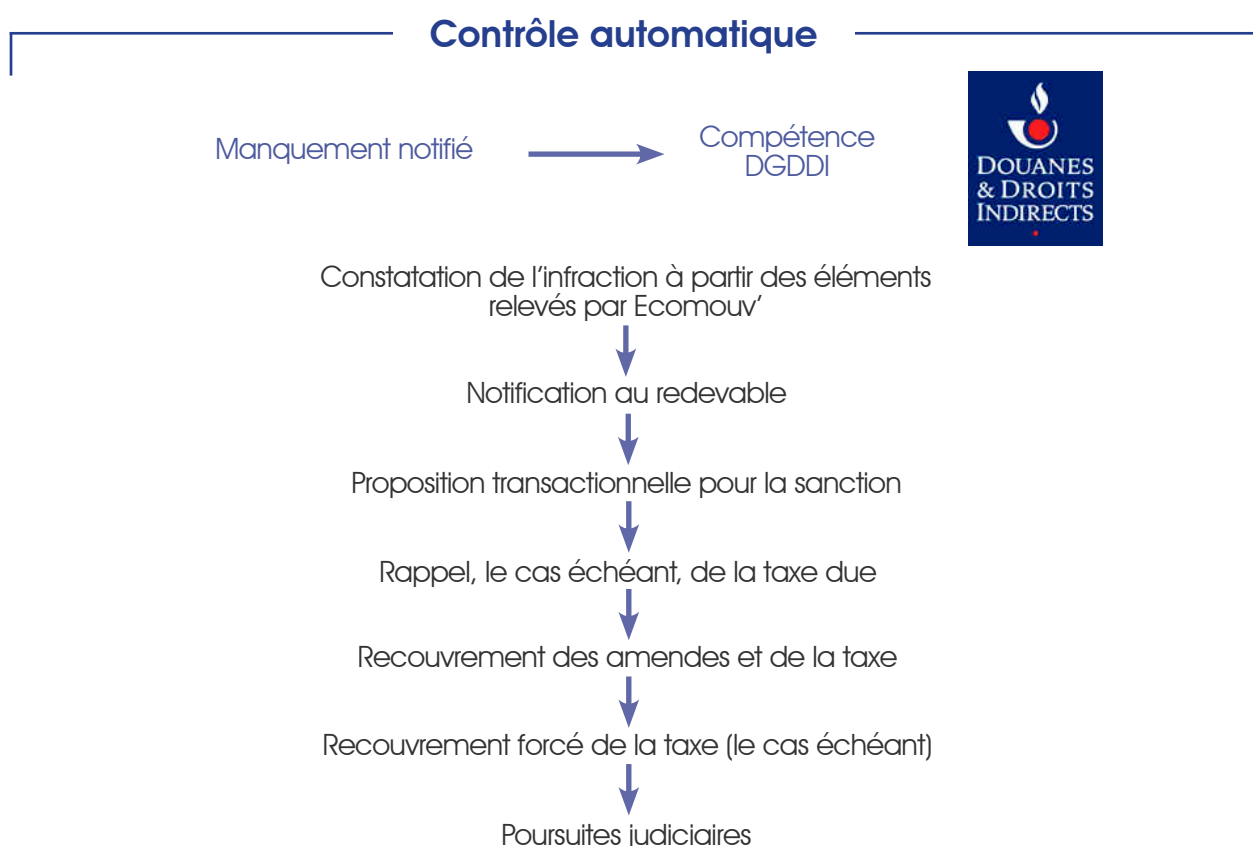 Contrôle automatique
Manquement notifié
Compétence
DGDDI
DOUANES
& DROITS
INDIRECTS
Constatation de l'infraction à partir des éléments
relevés par Ecomouv'
Notification au redevable
Proposition transactionnelle pour la sanction
Rappel, le cas échéant, de la taxe due
Recouvrement des amendes et de la taxe
Recouvrement forcé de la taxe (le cas échéant)
Poursuites judiciaires